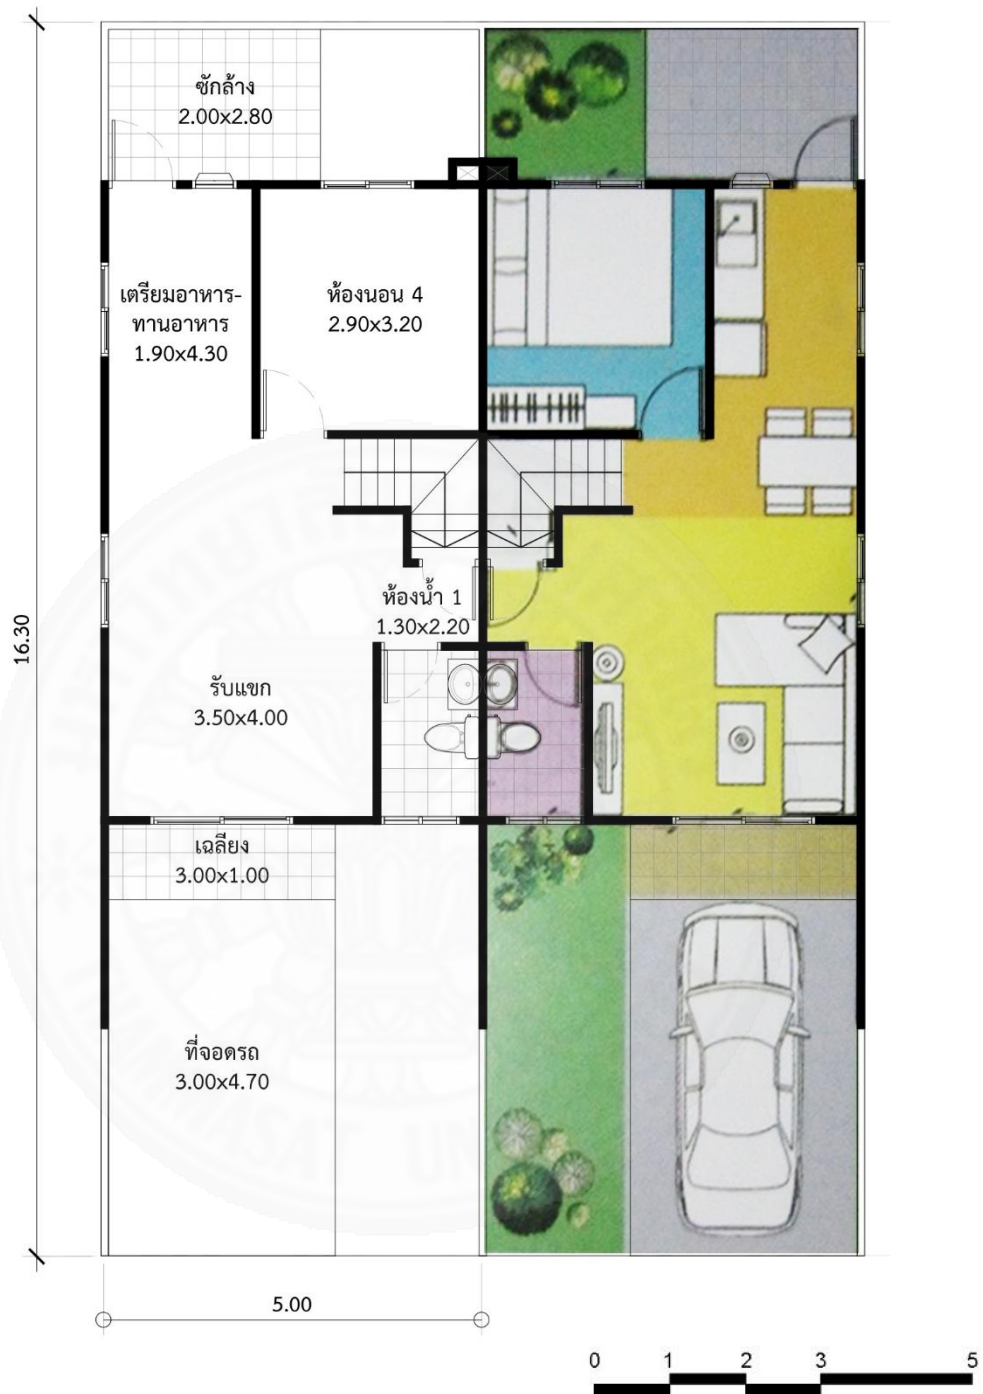 ซักล้าง
2.00x2.80
เตรียมอาหาร-
ทานอาหาร
1.90x4.30
ห้องนอน 4
2.90x3.20
ห้องน้ำ 1
1.30x2.20
16.30
รับแขก
3.50x4.00
เฉลียง
3.00x1.00
ที่จอดรถ
3.00x4.70
5.00
0 1 2 3 5